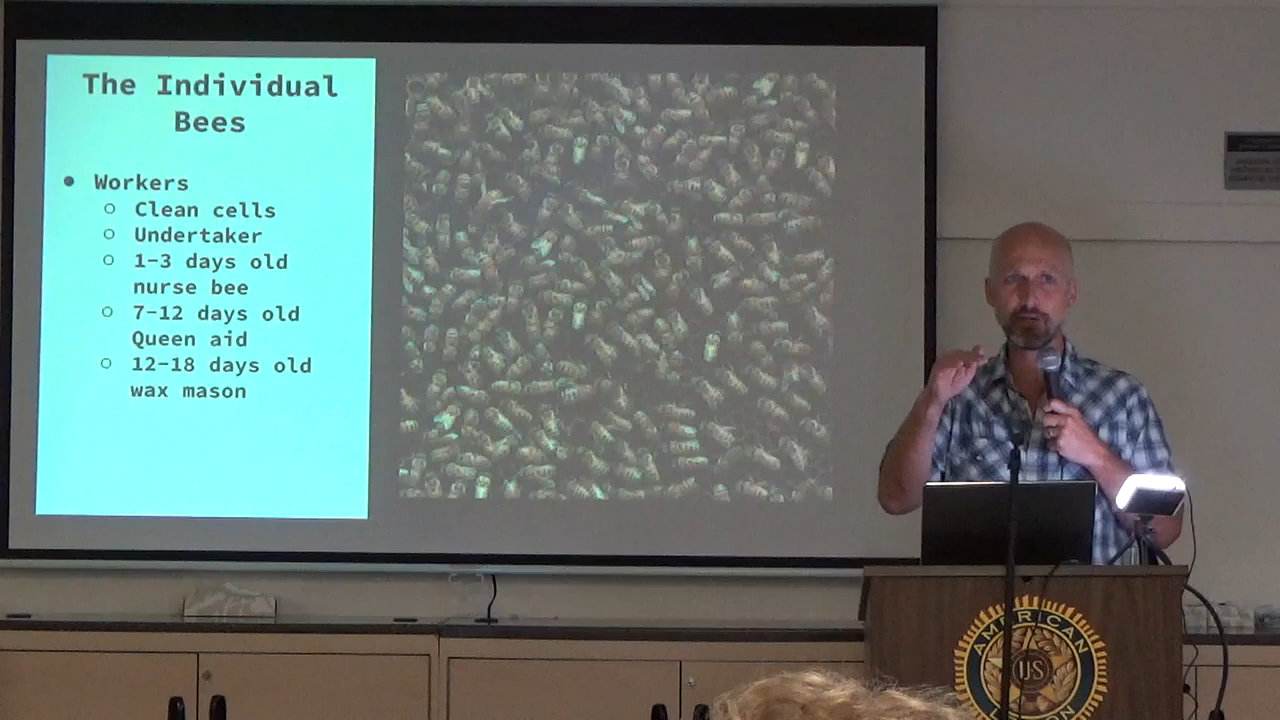 The Individual
Bees
Workers
Clean cells
Undertaker
1-3 days old
nurse bee
7-12 days old
Queen aid
12-18 days old
wax mason
AMERICAN
US